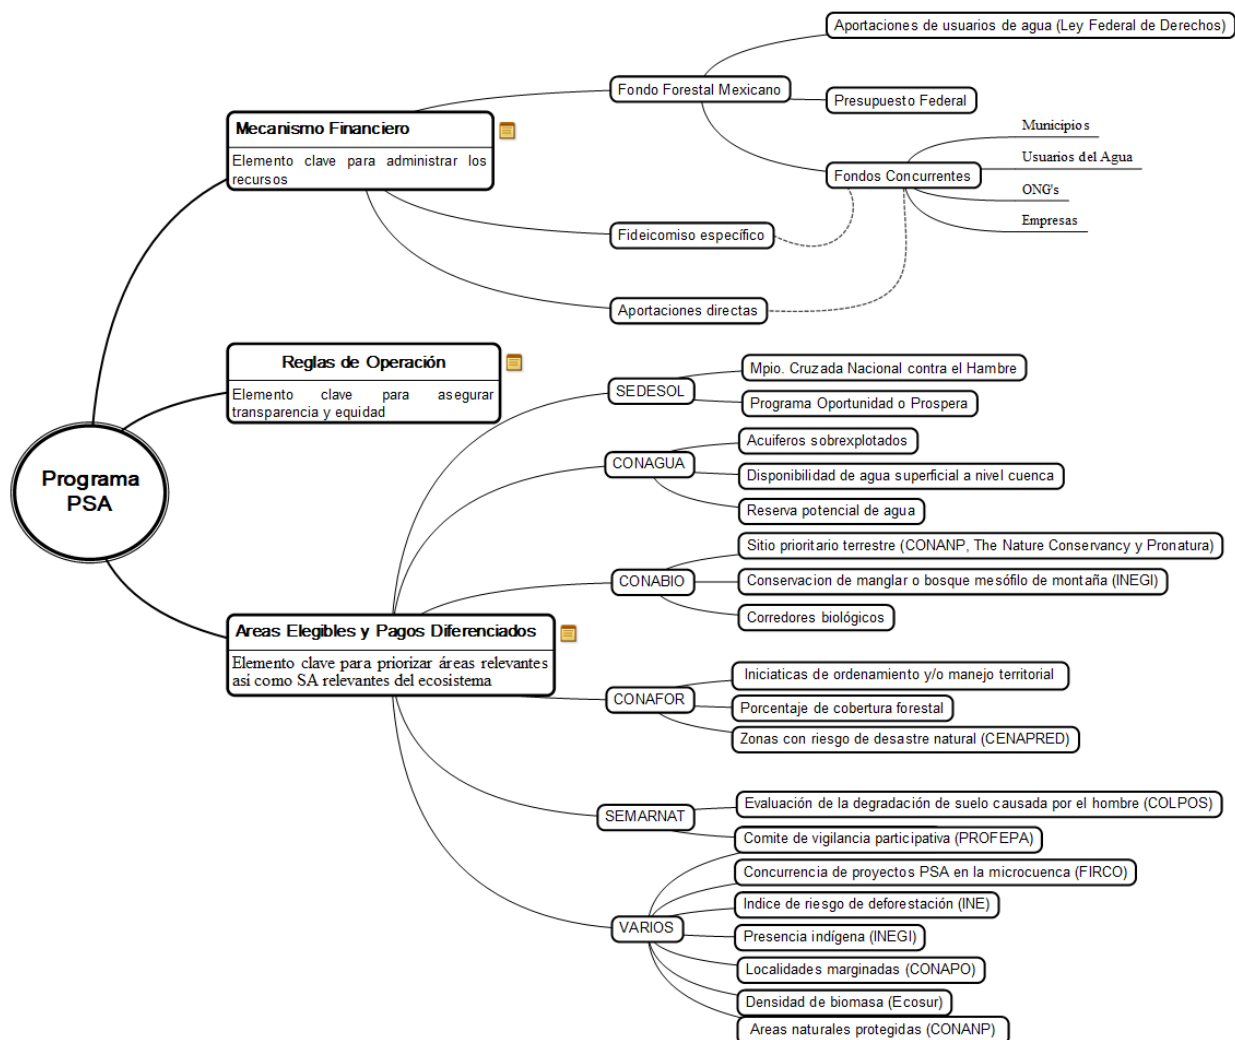 Programa
PSA
Mecanismo Financiero
Elemento clave para administrar los
recursos
Fondo Forestal Mexicano
Aportaciones de usuarios de agua (Ley Federal de Derechos)
Presupuesto Federal
Fondos Concurrentes
Municipios
Usuarios del Agua
ONG's
Empresas
Fideicomiso específico
Aportaciones directas
Reglas de Operación
Elemento clave para asegurar
transparencia y equidad
Areas Elegibles y Pagos Diferenciados
Elemento clave para priorizar áreas relevantes
así como SA relevantes del ecosistema
SEDESOL
Mpio. Cruzada Nacional contra el Hambre
Programa Oportunidad o Prospera
CONAGUA
Acuiferos sobrexplotados
Disponibilidad de agua superficial a nivel cuenca
Reserva potencial de agua
CONABIO
Sitio prioritario terrestre (CONANP, The Nature Conservancy y Pronatura)
Conservacion de manglar o bosque mesófilo de montaña (INEGI)
Corredores biológicos
CONAFOR
Iniciaticas de ordenamiento y/o manejo territorial
Porcentaje de cobertura forestal
Zonas con riesgo de desastre natural (CENAPRED)
SEMARNAT
Evaluación de la degradación de suelo causada por el hombre (COLPOS)
Comite de vigilancia participativa (PROFEPA)
VARIOS
Concurrencia de proyectos PSA en la microcuenca (FIRCO)
Indice de riesgo de deforestación (INE)
Presencia indígena (INEGI)
Localidades marginadas (CONAPO)
Densidad de biomasa (Ecosur)
Areas naturales protegidas (CONANP)